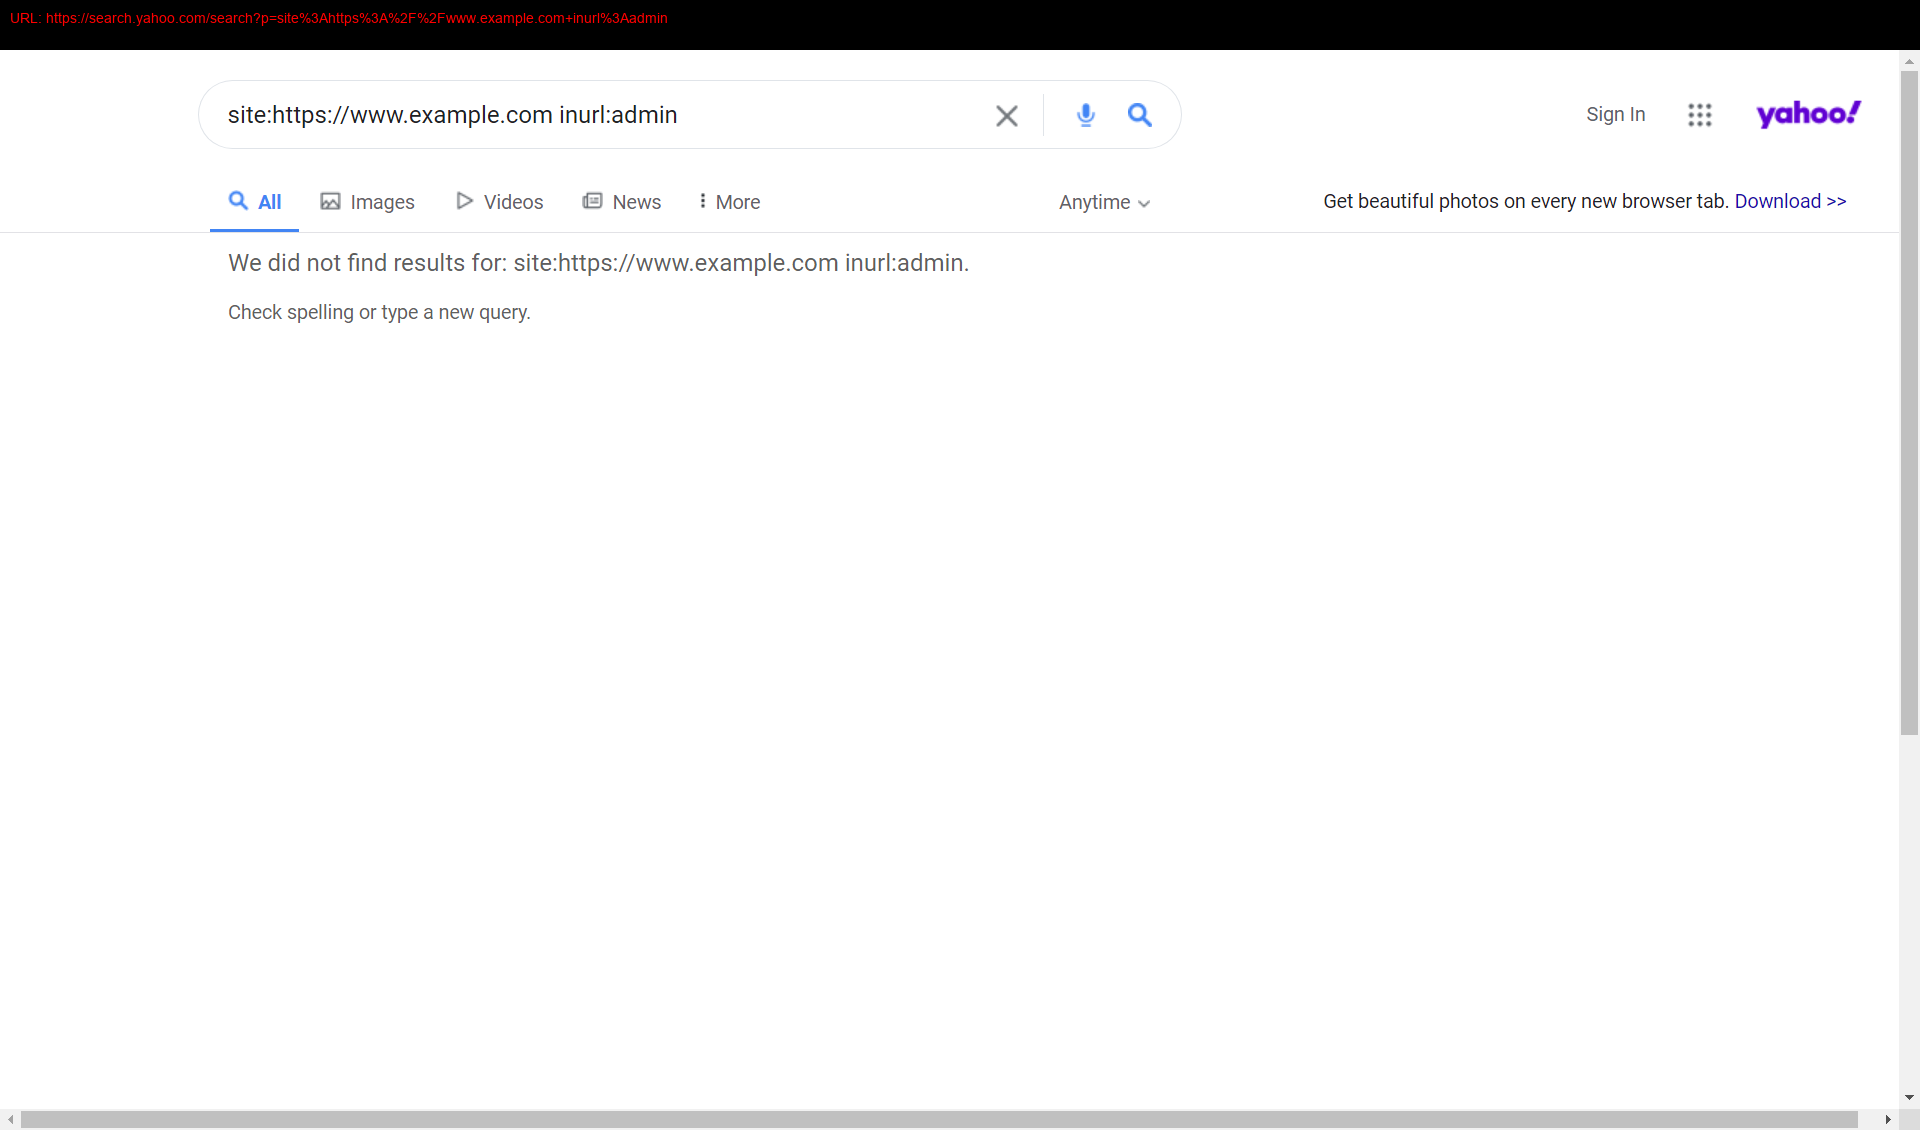 URL: https://search.yahoo.com/search?p=site%3Ahttps%3A%2F%2Fwww.example.com+inurl%3Aadmin
site:https://www.example.com inurl:admin
Sign In
yahoo!
All
Images
Videos
News
More
Anytime
Get beautiful photos on every new browser tab. Download >>
We did not find results for: site:https://www.example.com inurl:admin.
Check spelling or type a new query.